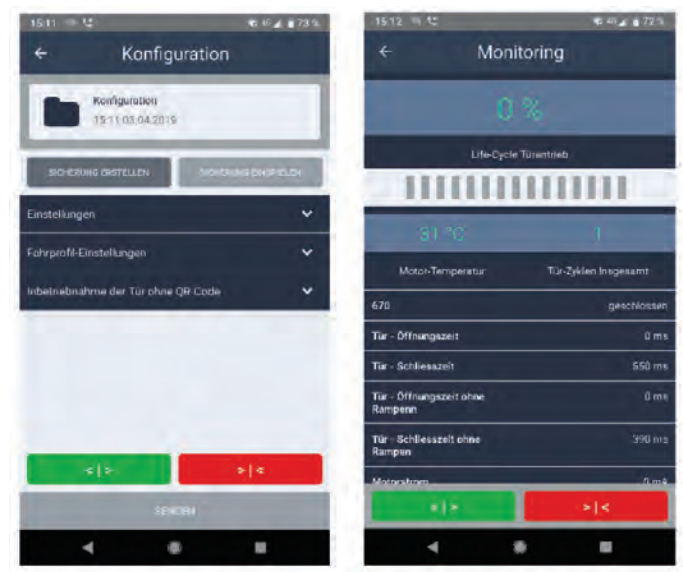 15:11
73 %
Konfiguration
Konfiguration
15:11 03.04.2019
SICHERUNG ERSTELLEN
SICHERUNG EINSPIELEN
Einstellungen
Fahrprofil-Einstellungen
Inbetriebnahme der Tür ohne QR Code
< | >
> | <
SENDEN
15:12
72 %
Monitoring
0 %
Life-Cycle Türantrieb
31 °C
1
Motor-Temperatur
Tür-Zyklen Insgesamt
670 geschlossen
Tür - Öffnungszeit 0 ms
Tür - Schliesszeit 550 ms
Tür - Öffnungszeit ohne 0 ms
Rampenn
Tür - Schliesszeit ohne 390 ms
Rampen
Motorstrom 0 mA
< | >
> | <